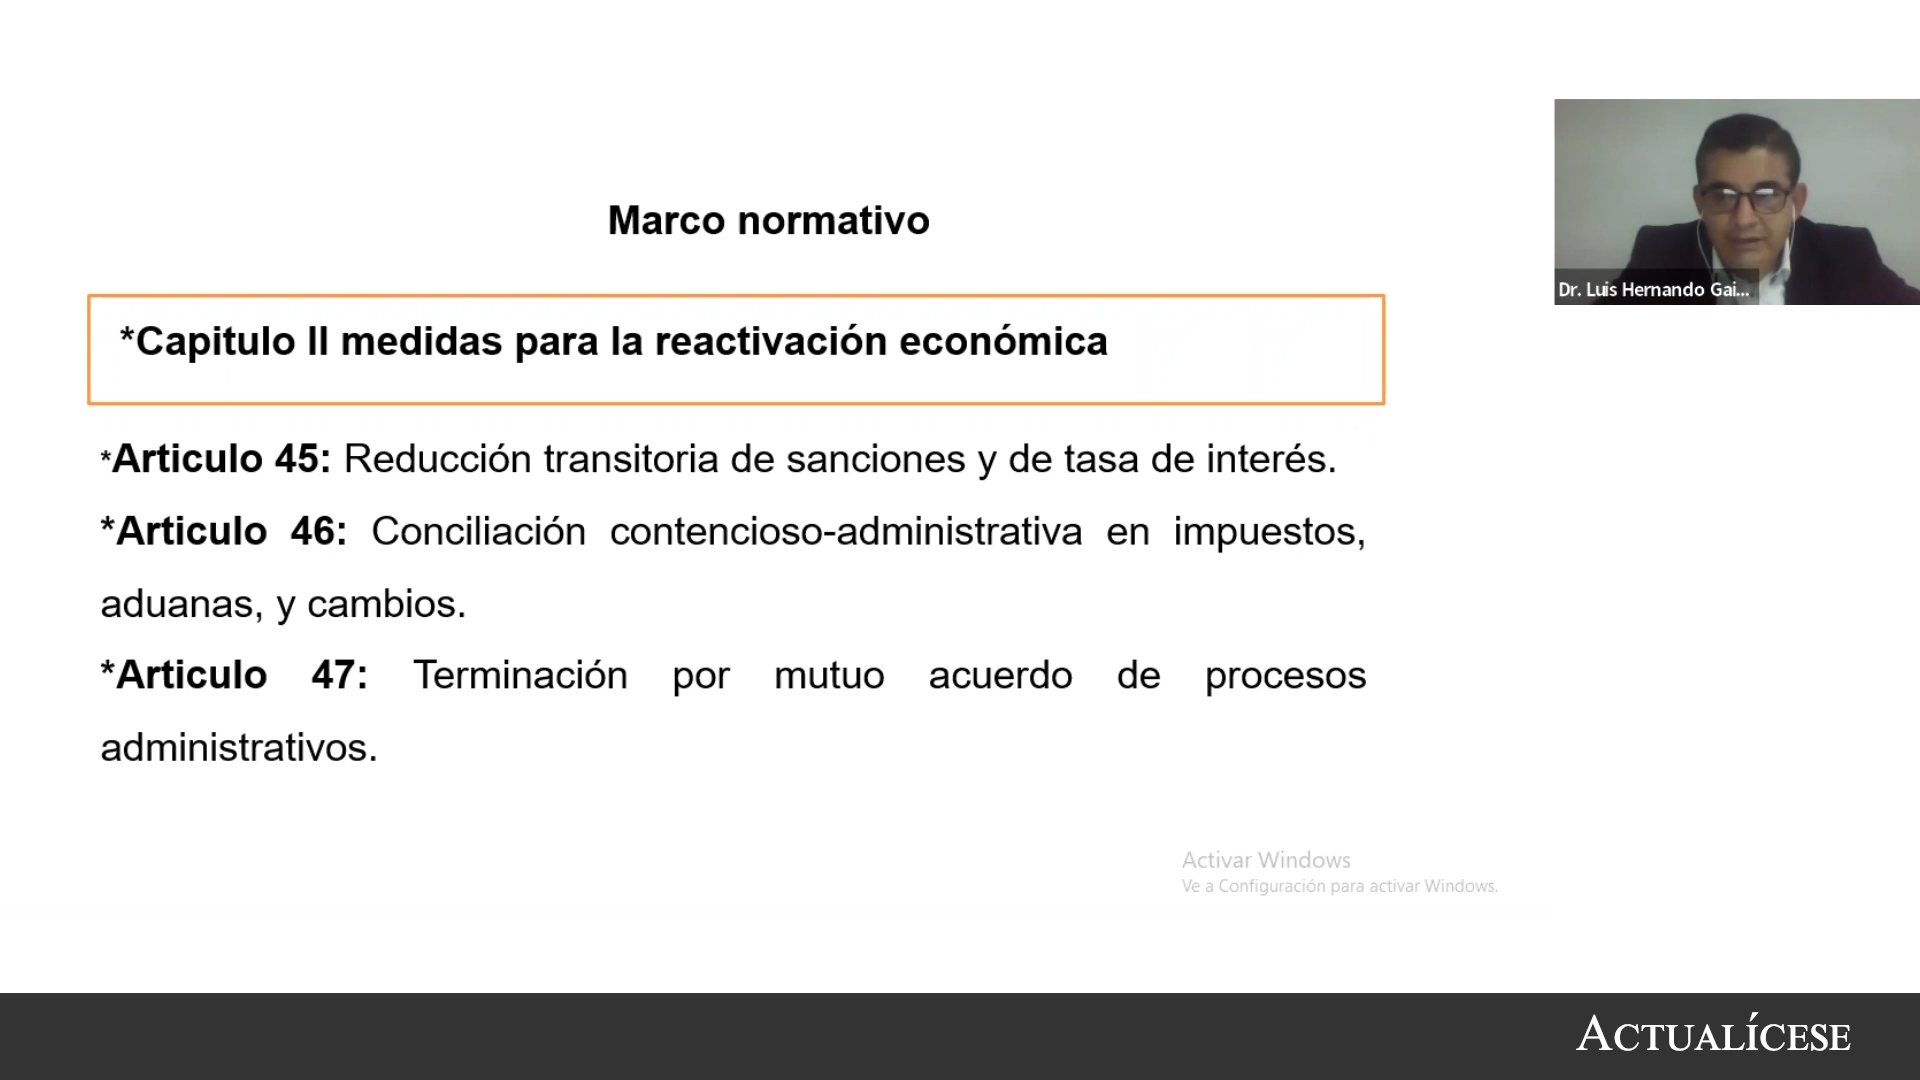 Marco normativo
*Capitulo II medidas para la reactivación económica
*Articulo 45: Reducción transitoria de sanciones y de tasa de interés.
*Articulo 46: Conciliación contencioso-administrativa en impuestos,
aduanas, y cambios.
*Articulo 47: Terminación por mutuo acuerdo de procesos
administrativos.
Dr. Luis Hernando Gai...
Activar Windows
Ve a Configuración para activar Windows.
ACTUALÍCESE